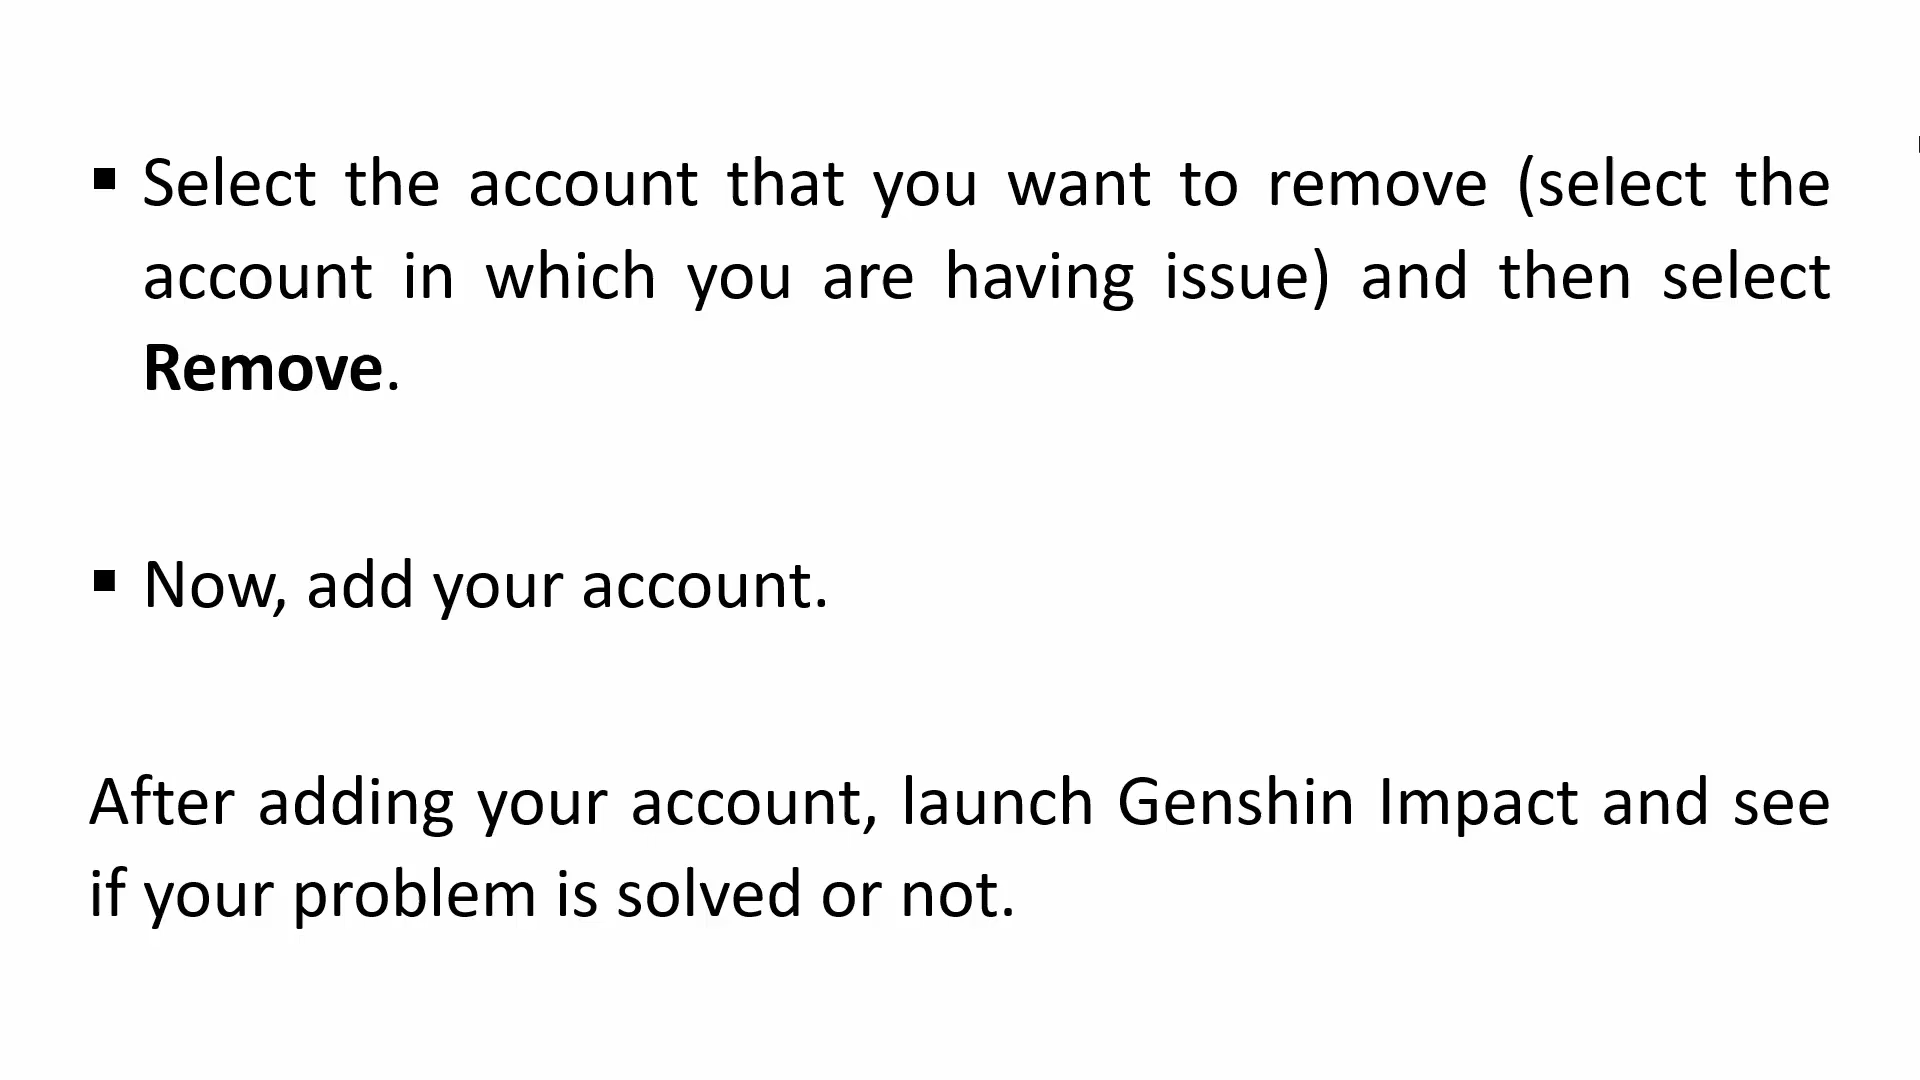 ▪ Select the account that you want to remove (select the
account in which you are having issue) and then select
Remove.
▪ Now, add your account.
After adding your account, launch Genshin Impact and see
if your problem is solved or not.